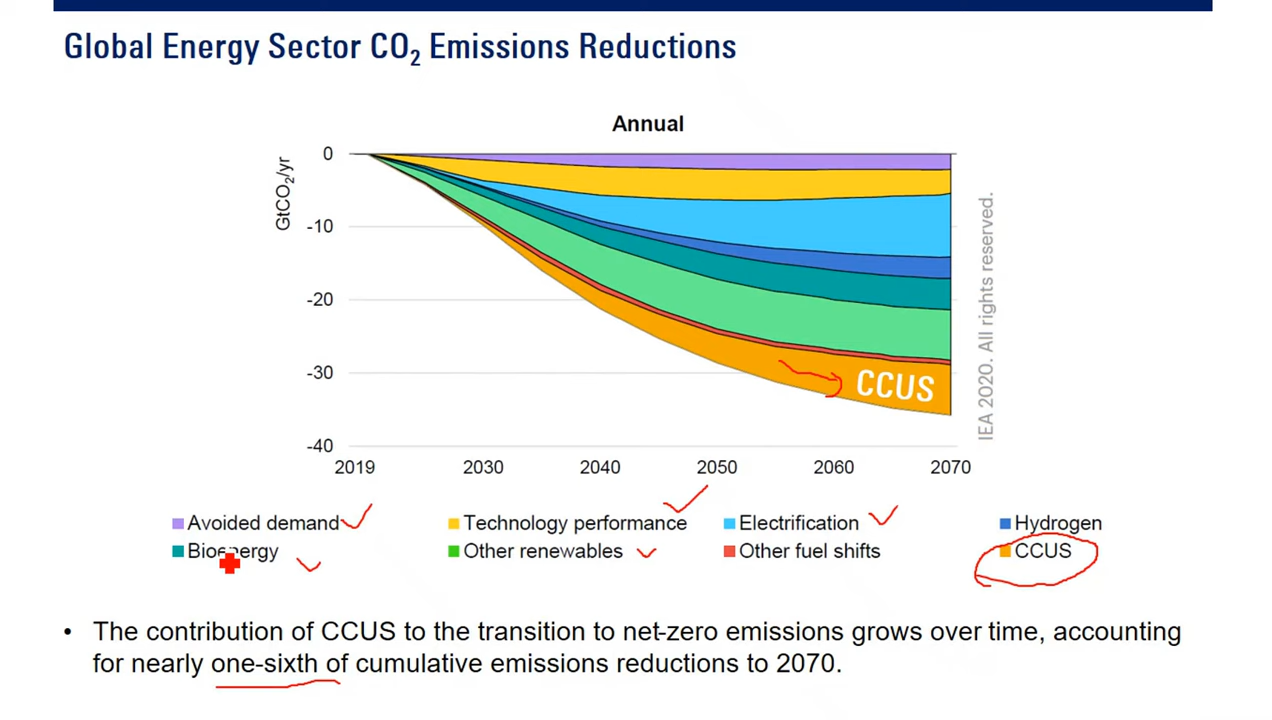 Global Energy Sector CO₂ Emissions Reductions
Annual
GtCO₂/yr
0
-10
-20
-30
-40
CCUS
2019 2030 2040 2050 2060 2070
IEA 2020. All rights reserved.
Avoided demand Technology performance Electrification Hydrogen
Bioenergy Other renewables Other fuel shifts CCUS
• The contribution of CCUS to the transition to net-zero emissions grows over time, accounting
for nearly one-sixth of cumulative emissions reductions to 2070.